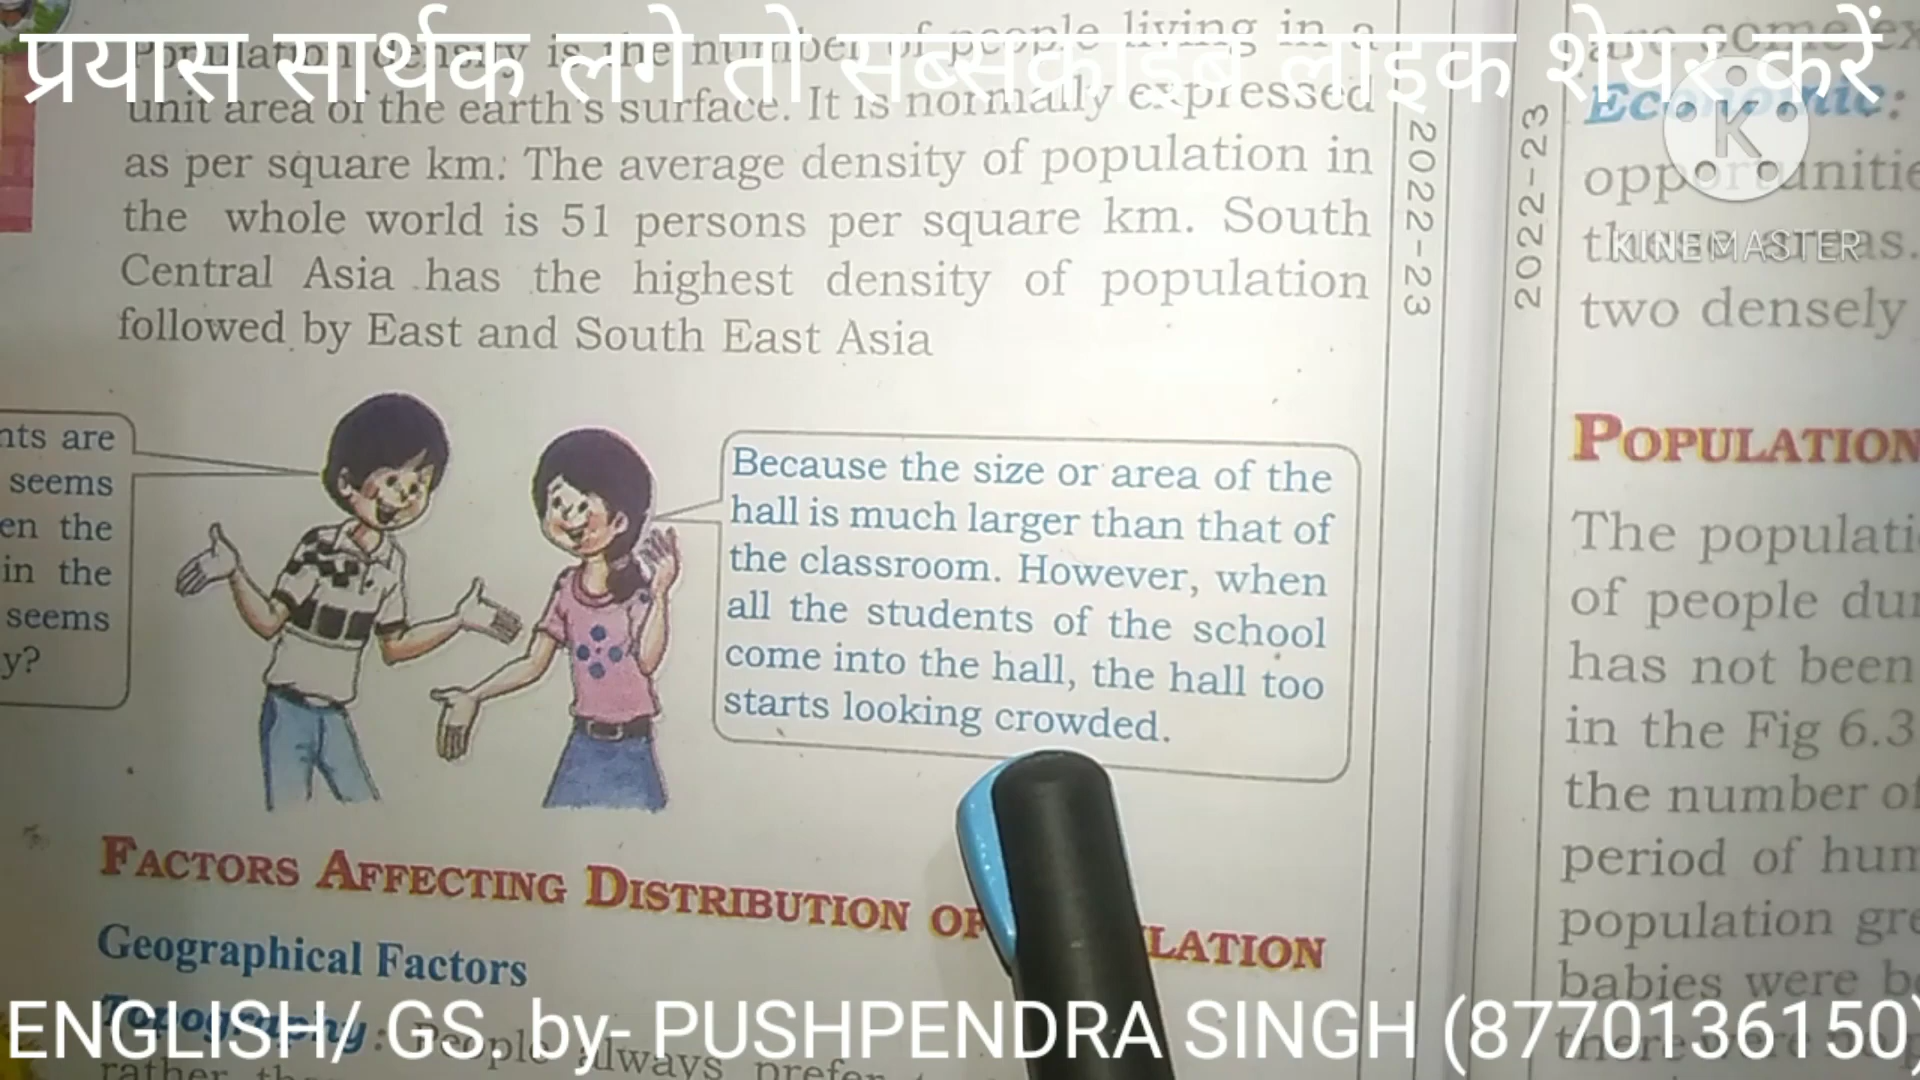 प्रयास सार्थक लगे तो सब्सक्राइब लाइक शेयर करें
Population density is the number of people living in a
unit area of the earth's surface. It is normally expressed
as per square km. The average density of population in
the whole world is 51 persons per square km. South
Central Asia has the highest density of population
followed by East and South East Asia
nts are
seems
en the
in the
seems
y?
Because the size or area of the
hall is much larger than that of
the classroom. However, when
all the students of the school
come into the hall, the hall too
starts looking crowded.
FACTORS AFFECTING DISTRIBUTION OF LATION
Geographical Factors
Topography: People always prefer
rather
2022-23
2022-23
are some ex
Economic:
opportunitie
these areas.
two densely
K
KINEMASTER
POPULATION
The populati
of people dur
has not been
in the Fig 6.3
the number of
period of hum
population gre
babies were b
there were
ENGLISH/ GS. by- PUSHPENDRA SINGH (8770136150)